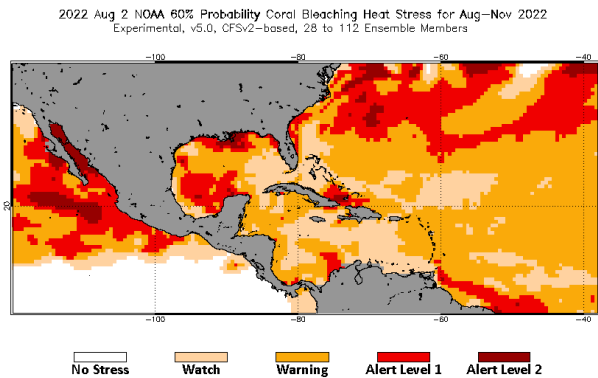 2022 Aug 2 NOAA 60% Probability Coral Bleaching Heat Stress for Aug-Nov 2022
Experimental, v5.0, CFSv2-based, 28 to 112 Ensemble Members
-100 -80 -60 -40
20
-100 -80 -60 -40
No Stress Watch Warning Alert Level 1 Alert Level 2